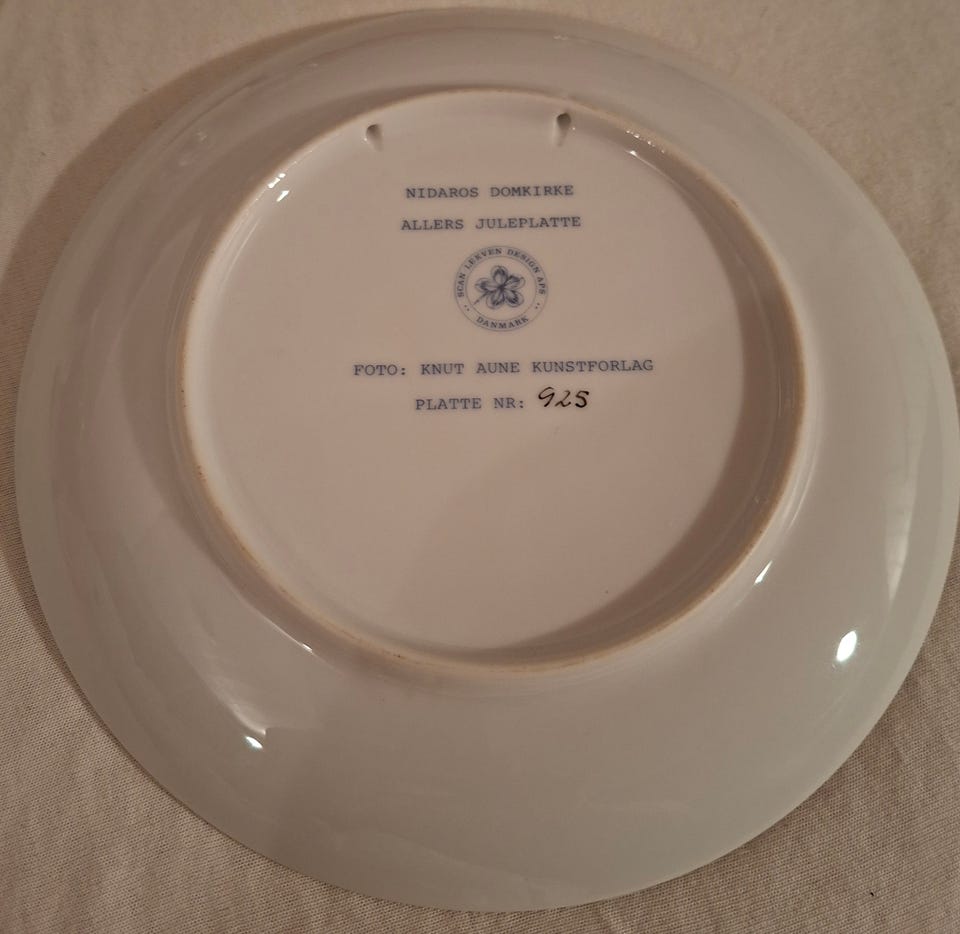 NIDAROS DOMKIRKE
ALLERS JULEPLATTE
SCAN LEKVEN DESIGN APS
DANMARK
FOTO: KNUT AUNE KUNSTFORLAG
PLATTE NR: 925